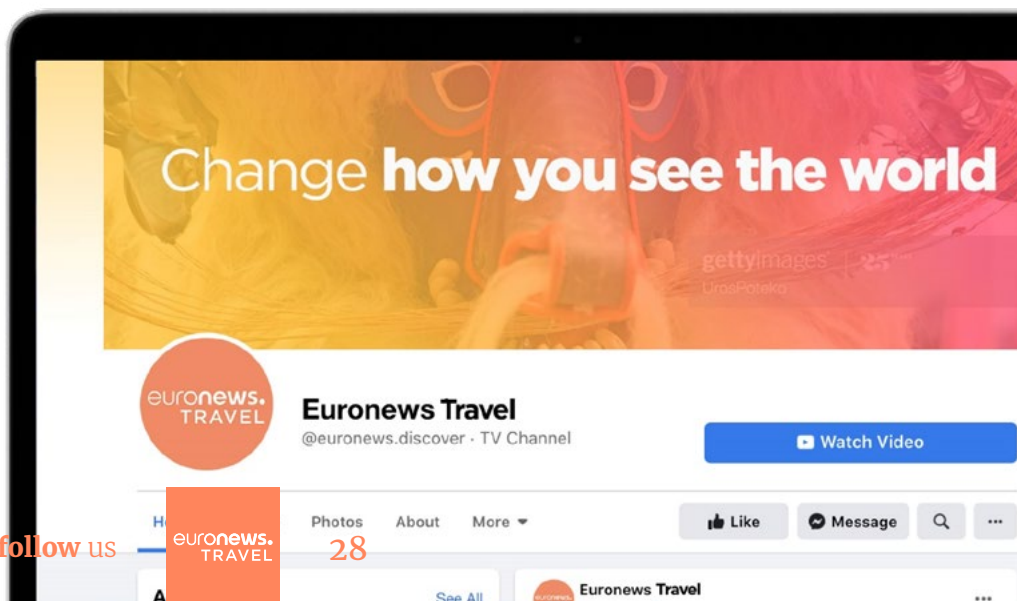 Change how you see the world
gettyimages®
UrosPoteko
euronews.
TRAVEL
Euronews Travel
@euronews.discover · TV Channel
Watch Video
Photos About More
Like Message
follow us
euronews.
TRAVEL
28
See All
Euronews Travel